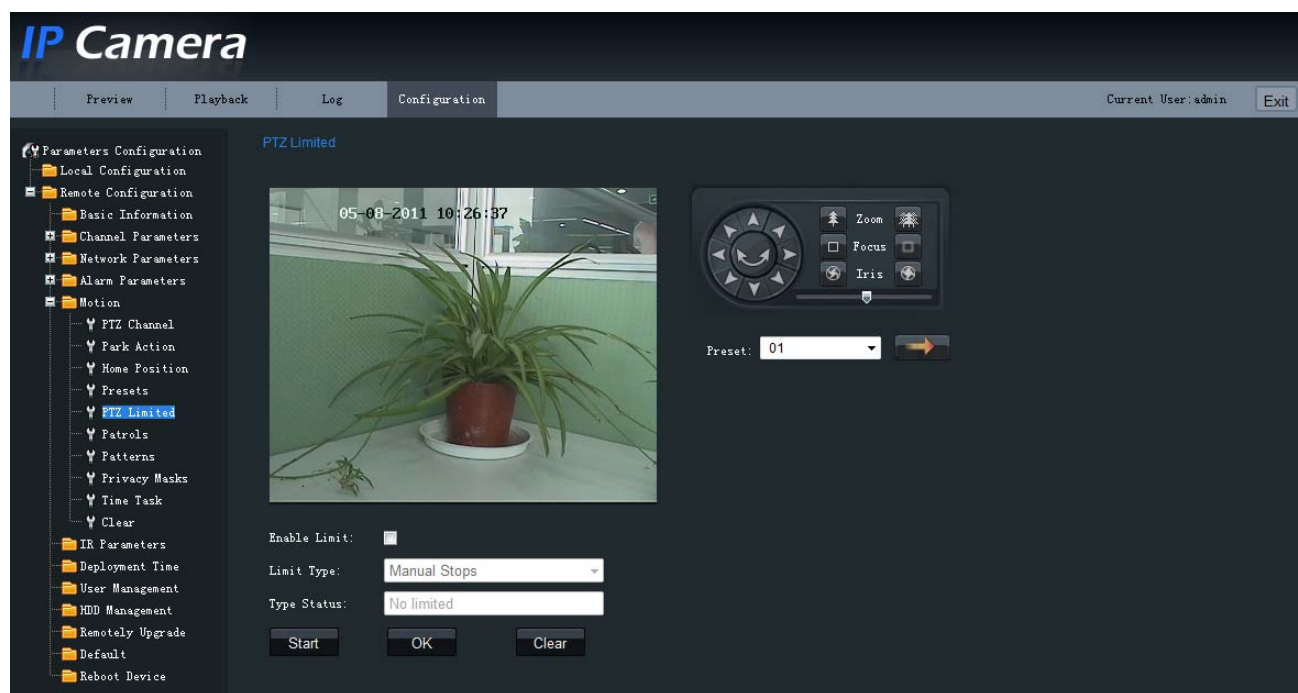 IP Camera
Preview Playback Log Configuration Current User:admin Exit
Parameters Configuration
Local Configuration
Remote Configuration
Basic Information
Channel Parameters
Network Parameters
Alarm Parameters
Motion
PTZ Channel
Park Action
Home Position
Presets
PTZ Limited
Patrols
Patterns
Privacy Masks
Time Task
Clear
IR Parameters
Deployment Time
User Management
HDD Management
Remotely Upgrade
Default
Reboot Device
PTZ Limited
05-08-2011 10:26:37
Enable Limit:
Limit Type: Manual Stops
Type Status: No limited
Start OK Clear
Zoom
Focus
Iris
Preset: 01